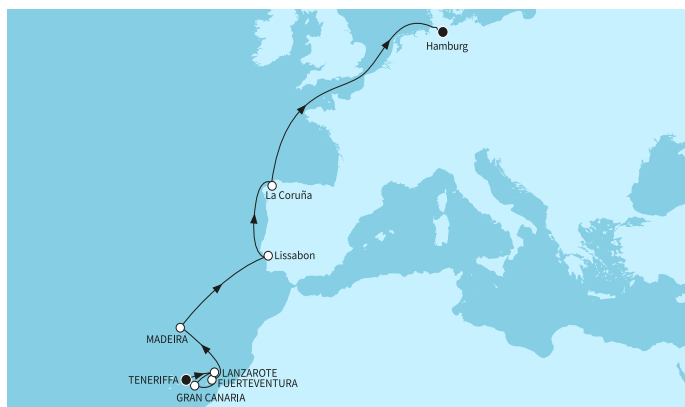 Hamburg
La Coruña
Lissabon
MADEIRA
LANZAROTE
TENERIFFA
FUERTEVENTURA
GRAN CANARIA